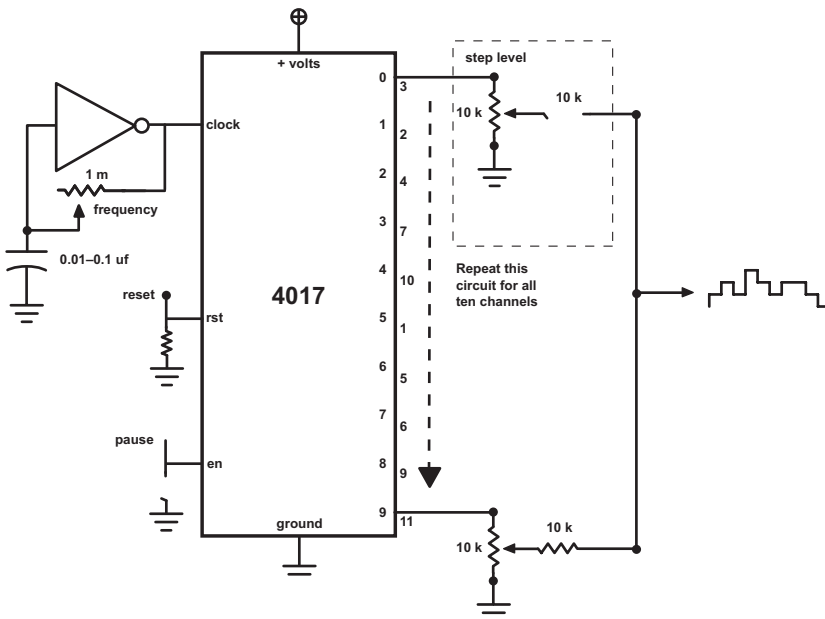 + volts
step level
0
3
10 k
10 k
clock
1
2
1 m
frequency
2
4
3
7
0.01–0.1 uf
Repeat this
circuit for all
ten channels
4
10
reset
4017
rst
5
1
6
5
7
6
pause
en
8
9
9
11
ground
10 k
10 k